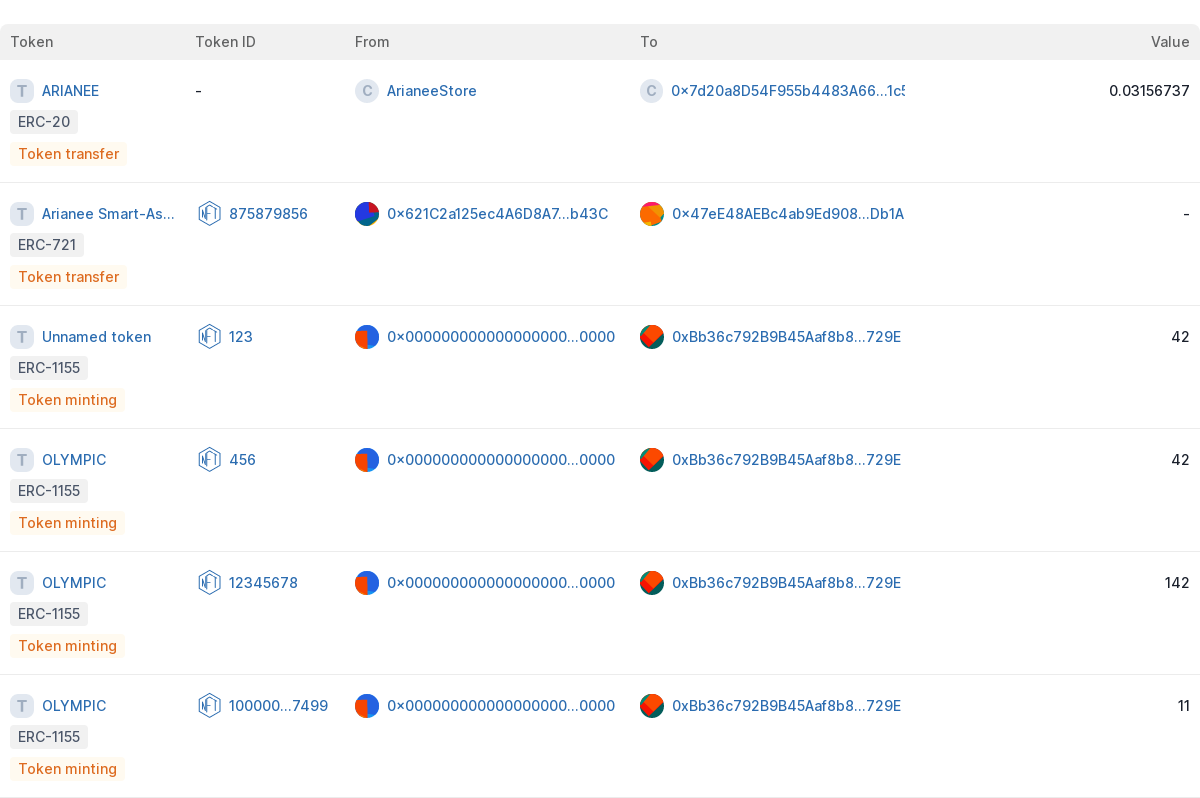 Token Token ID From To Value
T ARIANEE - C ArianeeStore C 0x7d20a8D54F955b4483A66...1c5 0.03156737
ERC-20
Token transfer
T Arianee Smart-As... NFT 875879856 0x621C2a125ec4A6D8A7...b43C 0x47eE48AEBc4ab9Ed908...Db1A -
ERC-721
Token transfer
T Unnamed token NFT 123 0x000000000000000000...0000 0xBb36c792B9B45Aaf8b8...729E 42
ERC-1155
Token minting
T OLYMPIC NFT 456 0x000000000000000000...0000 0xBb36c792B9B45Aaf8b8...729E 42
ERC-1155
Token minting
T OLYMPIC NFT 12345678 0x000000000000000000...0000 0xBb36c792B9B45Aaf8b8...729E 142
ERC-1155
Token minting
T OLYMPIC NFT 100000...7499 0x000000000000000000...0000 0xBb36c792B9B45Aaf8b8...729E 11
ERC-1155
Token minting